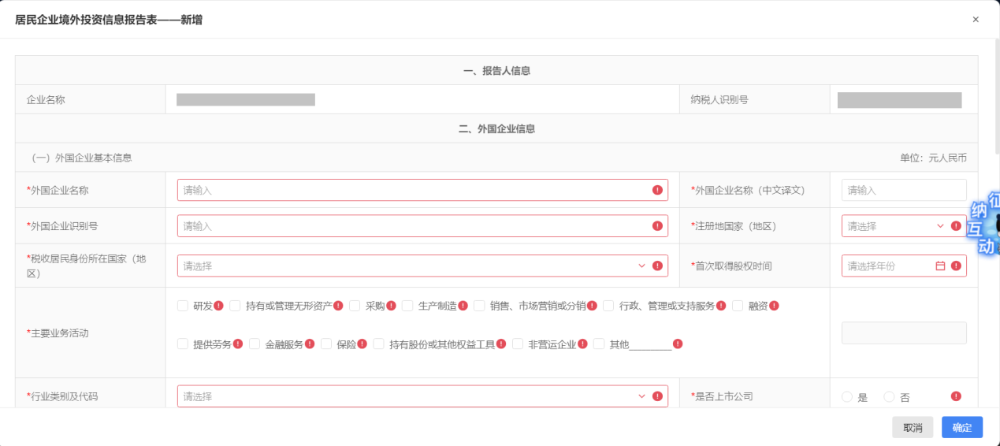 居民企业境外投资信息报告表——新增
×
一、报告人信息
企业名称
纳税人识别号
二、外国企业信息
（一）外国企业基本信息
单位：元人民币
*外国企业名称
请输入
*外国企业名称（中文译文）
请输入
*外国企业识别号
请输入
*注册地国家（地区）
请选择
*税收居民身份所在国家（地
区）
请选择
*首次取得股权时间
请选择年份
*主要业务活动
研发 持有或管理无形资产 采购 生产制造 销售、市场营销或分销 行政、管理或支持服务 融资
提供劳务 金融服务 保险 持有股份或其他权益工具 非营运企业 其他________
*行业类别及代码
请选择
*是否上市公司
是 否
征
纳
互
动
取消
确定